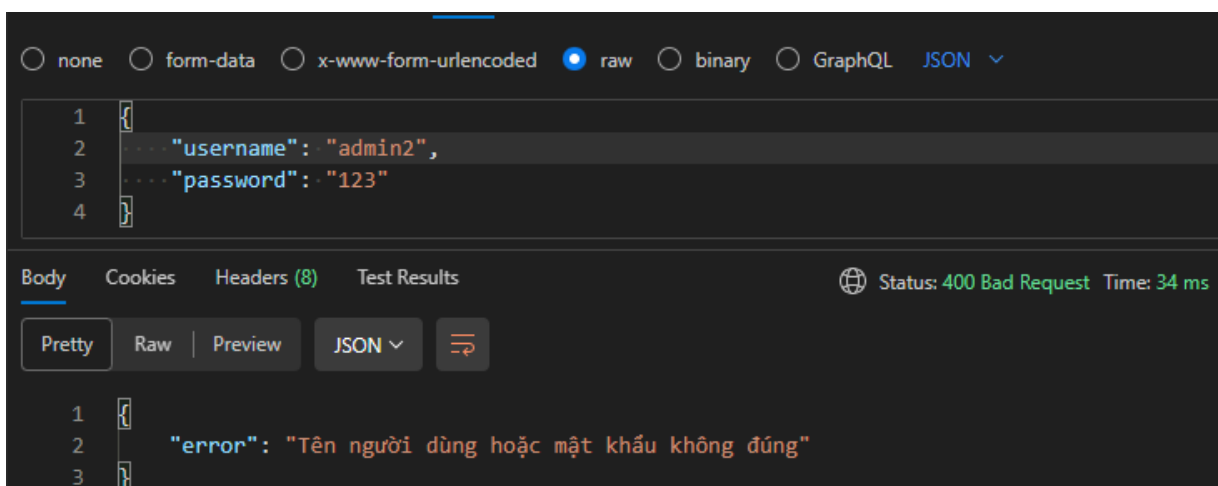 none form-data x-www-form-urlencoded raw binary GraphQL JSON
1 {
2 "username": "admin2",
3 "password": "123"
4 }
Body Cookies Headers (8) Test Results Status: 400 Bad Request Time: 34 ms
Pretty Raw Preview JSON
1 {
2 "error": "Tên người dùng hoặc mật khẩu không đúng"
3 }